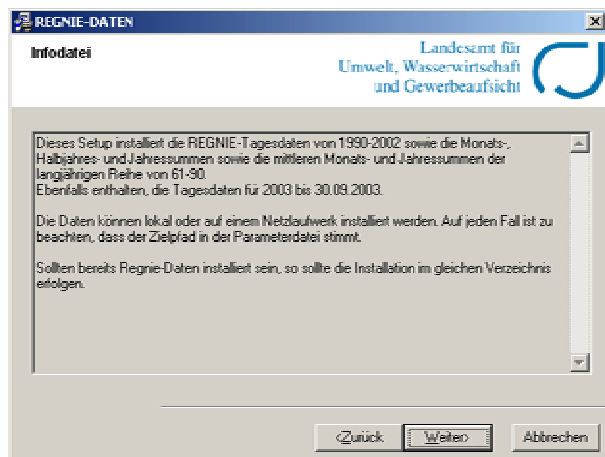 REGNIE-DATEN
Infodatei
Landesamt für
Umwelt, Wasserwirtschaft
und Gewerbeaufsicht
Dieses Setup installiert die REGNIE-Tagesdaten von 1990-2002 sowie die Monats-,
Halbjahres- und Jahressummen sowie die mittleren Monats- und Jahressummen der
langjährigen Reihe von 61-90.
Ebenfalls enthalten, die Tagesdaten für 2003 bis 30.09.2003.
Die Daten können lokal oder auf einem Netzlaufwerk installiert werden. Auf jeden Fall ist zu
beachten, dass der Zielpfad in der Parameterdatei stimmt.
Sollten bereits Regnie-Daten installiert sein, so sollte die Installation im gleichen Verzeichnis
erfolgen.
<Zurück
Weiter>
Abbrechen